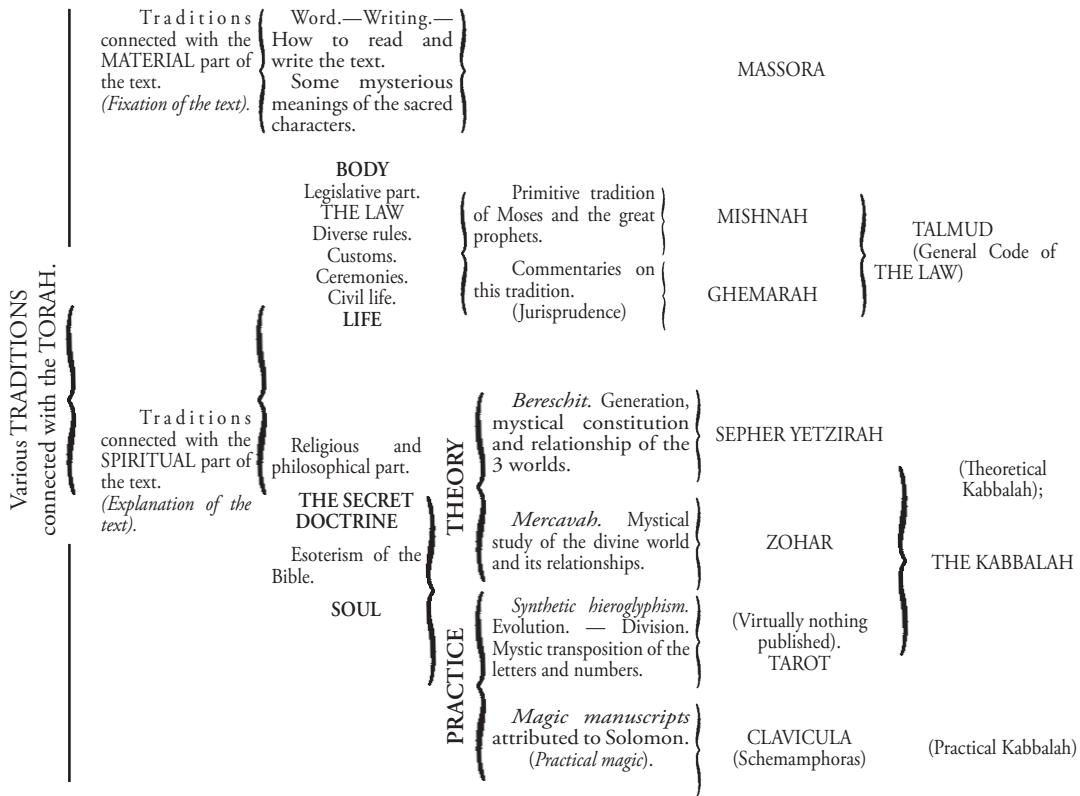 Various TRADITIONS
connected with the TORAH.
Traditions
connected with the
MATERIAL part of
the text.
(Fixation of the text).
Word.—Writing.—
How to read and
write the text.
Some mysterious
meanings of the sacred
characters.
MASSORA
BODY
Legislative part.
THE LAW
Diverse rules.
Customs.
Ceremonies.
Civil life.
LIFE
Primitive tradition
of Moses and the great
prophets.
MISHNAH
Commentaries on
this tradition.
(Jurisprudence)
GHEMARAH
TALMUD
(General Code of
THE LAW)
Traditions
connected with the
SPIRITUAL part of
the text.
(Explanation of the
text).
Religious and
philosophical part.
THE SECRET
DOCTRINE
Esoterism of the
Bible.
SOUL
THEORY
Bereschit. Generation,
mystical constitution
and relationship of the
3 worlds.
SEPHER YETZIRAH
Mercavah. Mystical
study of the divine world
and its relationships.
ZOHAR
(Theoretical
Kabbalah);
THE KABBALAH
PRACTICE
Synthetic hieroglyphism.
Evolution. — Division.
Mystic transposition of the
letters and numbers.
(Virtually nothing
published).
TAROT
Magic manuscripts
attributed to Solomon.
(Practical magic).
CLAVICULA
(Schemamphoras)
(Practical Kabbalah)